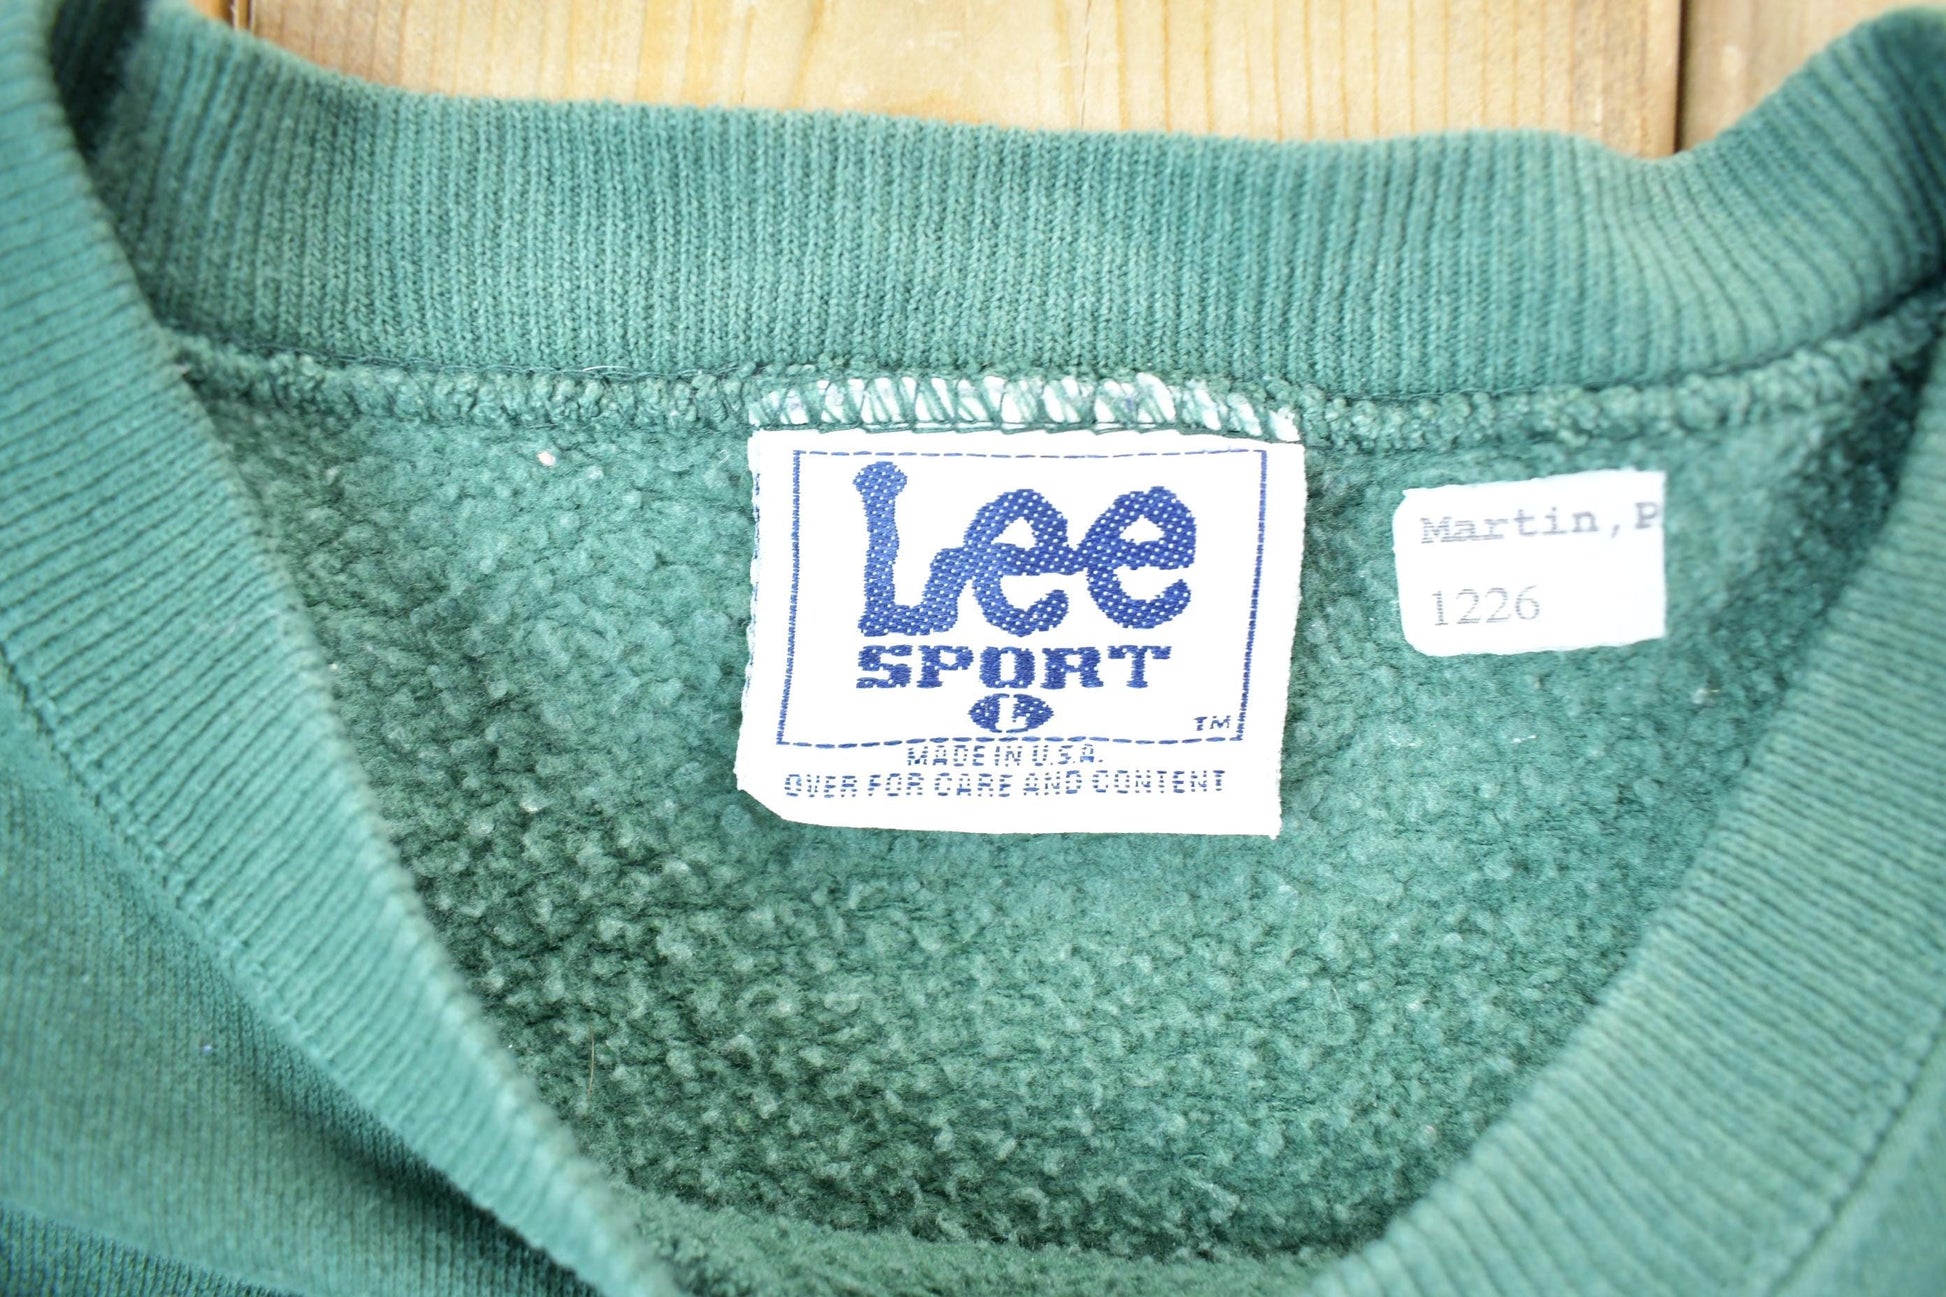 Lee
SPORT
L
TM
MADE IN U.S.A.
OVER FOR CARE AND CONTENT
Martin, P
1226